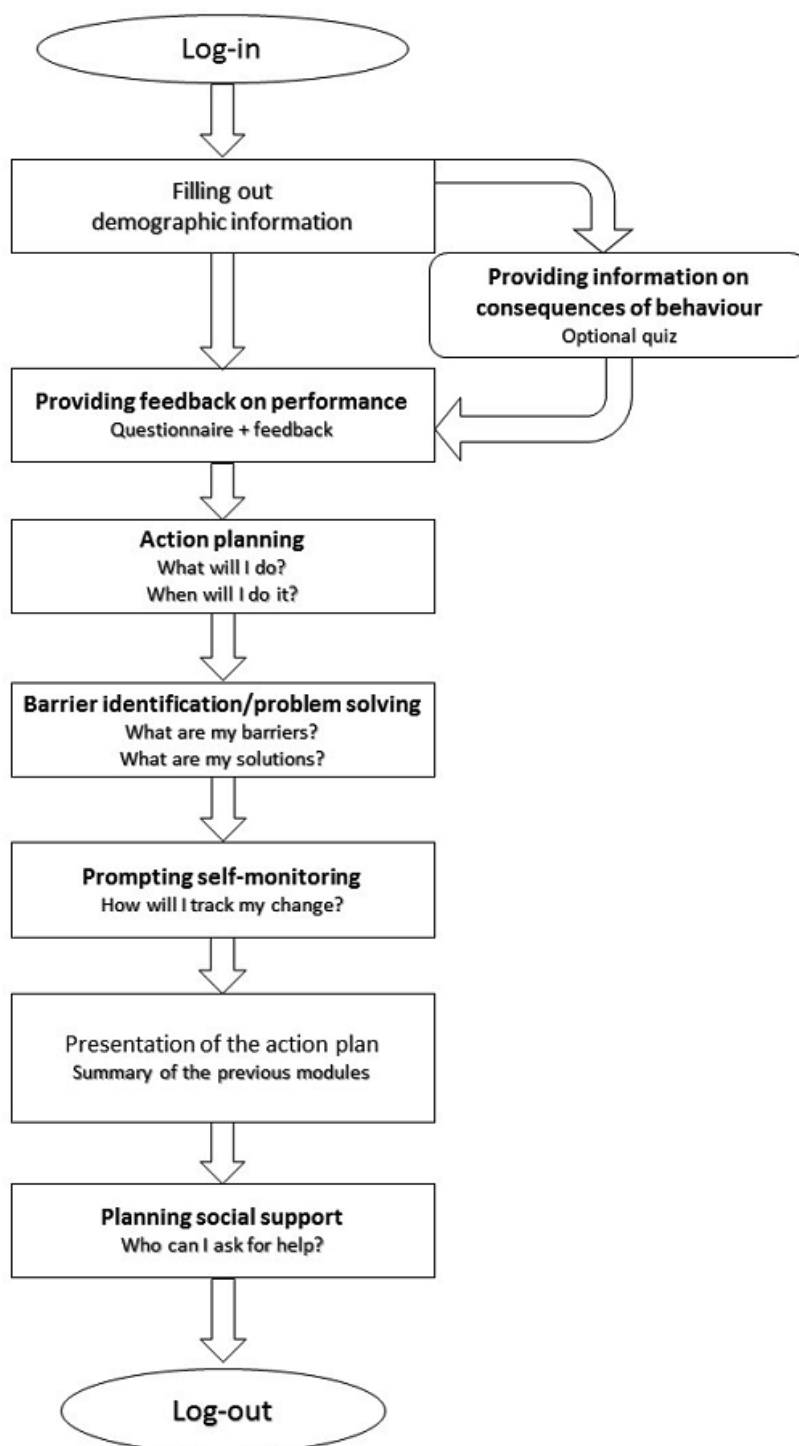 Log-in
Filling out
demographic information
Providing information on
consequences of behaviour
Optional quiz
Providing feedback on performance
Questionnaire + feedback
Action planning
What will I do?
When will I do it?
Barrier identification/problem solving
What are my barriers?
What are my solutions?
Prompting self-monitoring
How will I track my change?
Presentation of the action plan
Summary of the previous modules
Planning social support
Who can I ask for help?
Log-out